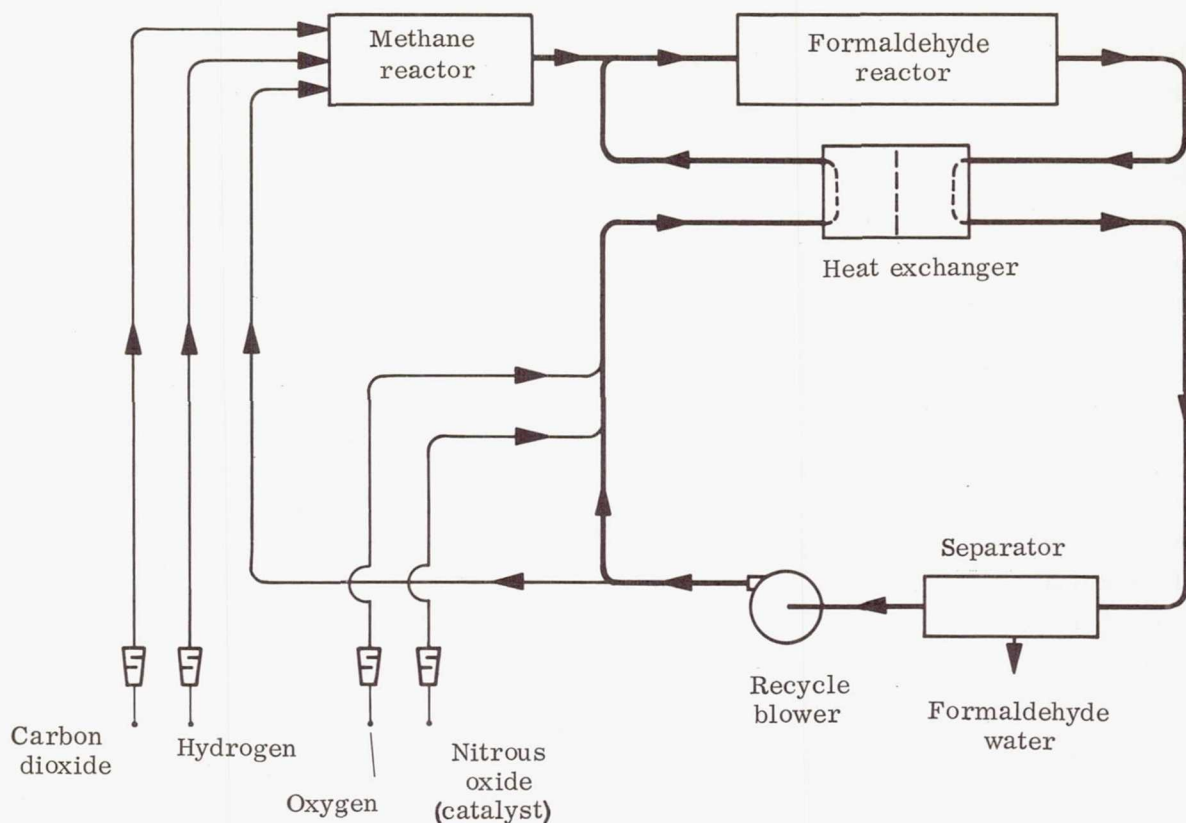 Methane
reactor
Formaldehyde
reactor
Heat exchanger
Separator
Recycle
blower
Formaldehyde
water
Carbon
dioxide
Hydrogen
Oxygen
Nitrous
oxide
(catalyst)